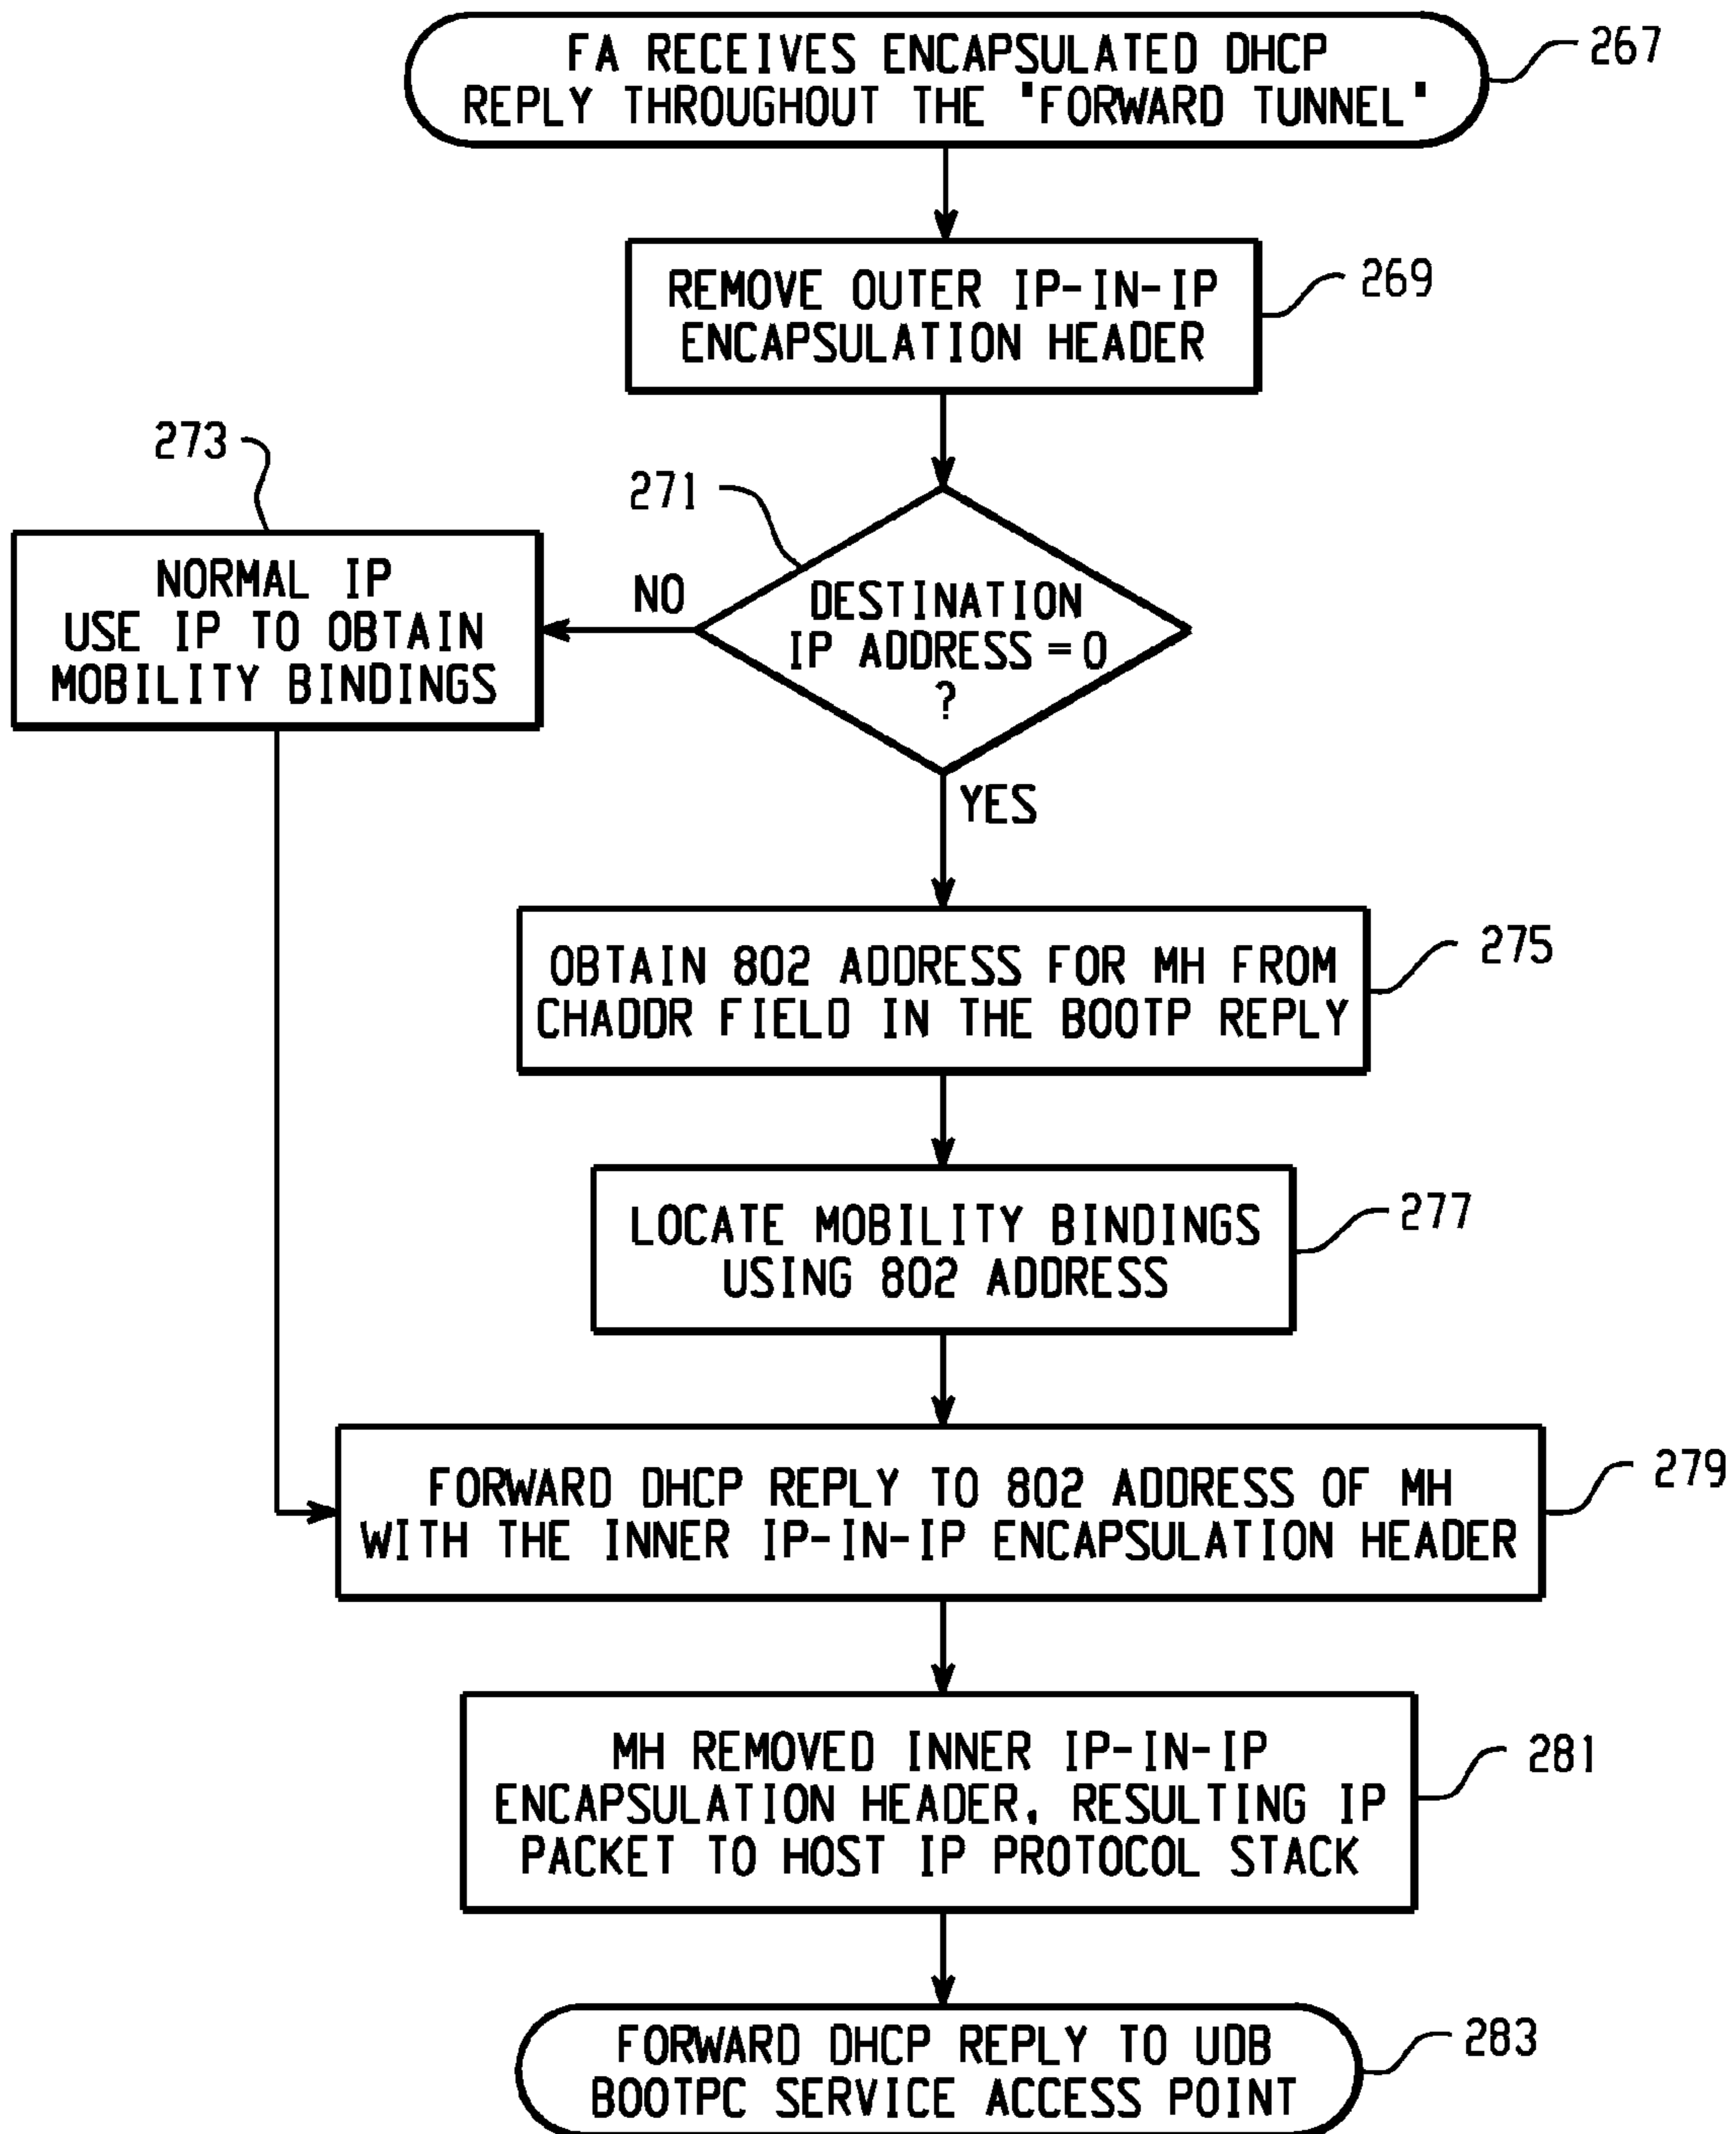 FA RECEIVES ENCAPSULATED DHCP
REPLY THROUGHOUT THE "FORWARD TUNNEL"
267
REMOVE OUTER IP-IN-IP
ENCAPSULATION HEADER
269
273
271
NORMAL IP
USE IP TO OBTAIN
MOBILITY BINDINGS
NO
DESTINATION
IP ADDRESS = 0
?
YES
OBTAIN 802 ADDRESS FOR MH FROM
CHADDR FIELD IN THE BOOTP REPLY
275
LOCATE MOBILITY BINDINGS
USING 802 ADDRESS
277
FORWARD DHCP REPLY TO 802 ADDRESS OF MH
WITH THE INNER IP-IN-IP ENCAPSULATION HEADER
279
MH REMOVED INNER IP-IN-IP
ENCAPSULATION HEADER, RESULTING IP
PACKET TO HOST IP PROTOCOL STACK
281
FORWARD DHCP REPLY TO UDB
BOOTPC SERVICE ACCESS POINT
283